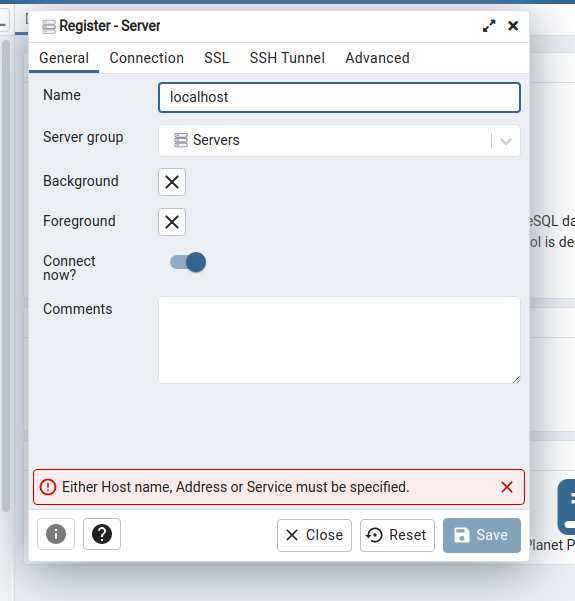 Register - Server
General Connection SSL SSH Tunnel Advanced
Name localhost
Server group Servers
Background
Foreground
Connect
now?
Comments
Either Host name, Address or Service must be specified.
Close Reset Save
eSQL da
ol is de
Planet P